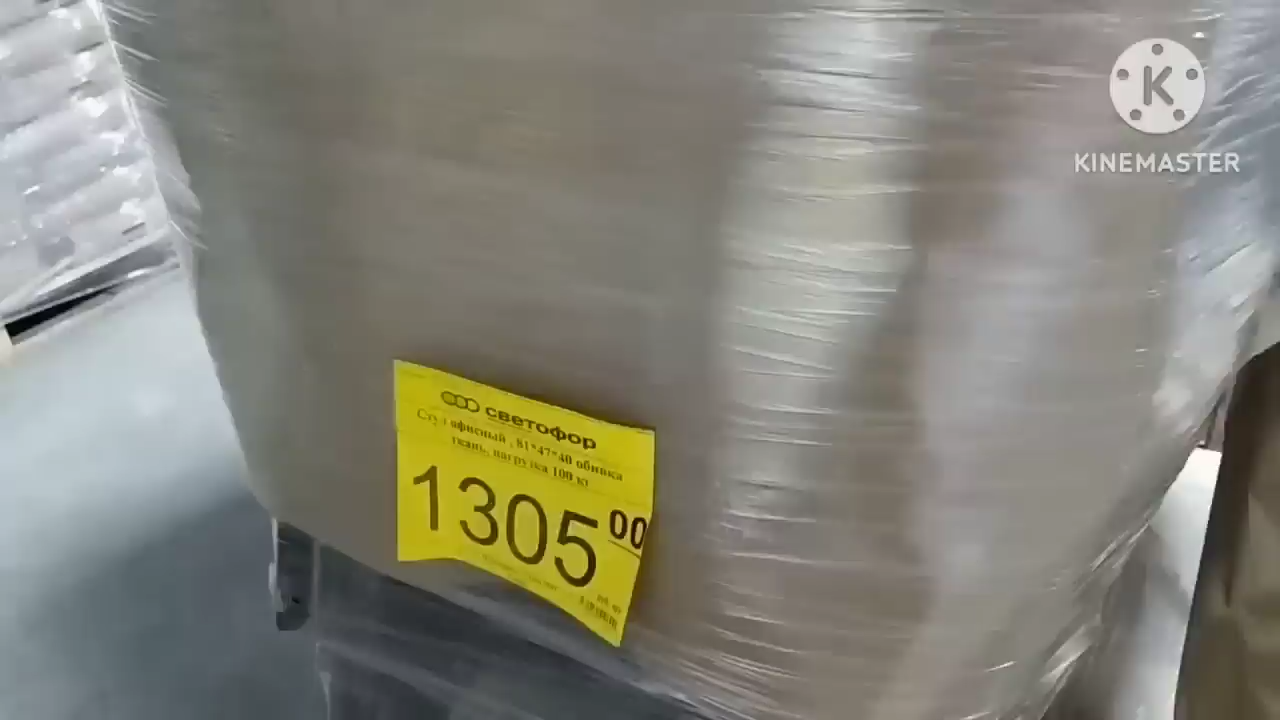 KINEMASTER
светофор
Стул офисный , 81*47*40 обивка
ткань, нагрузка 100 кг
1305 00